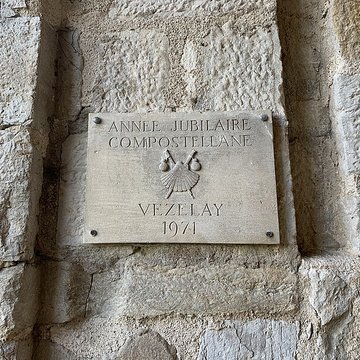 ANNEE JUBILAIRE
COMPOSTELLANE
VEZELAY
1971